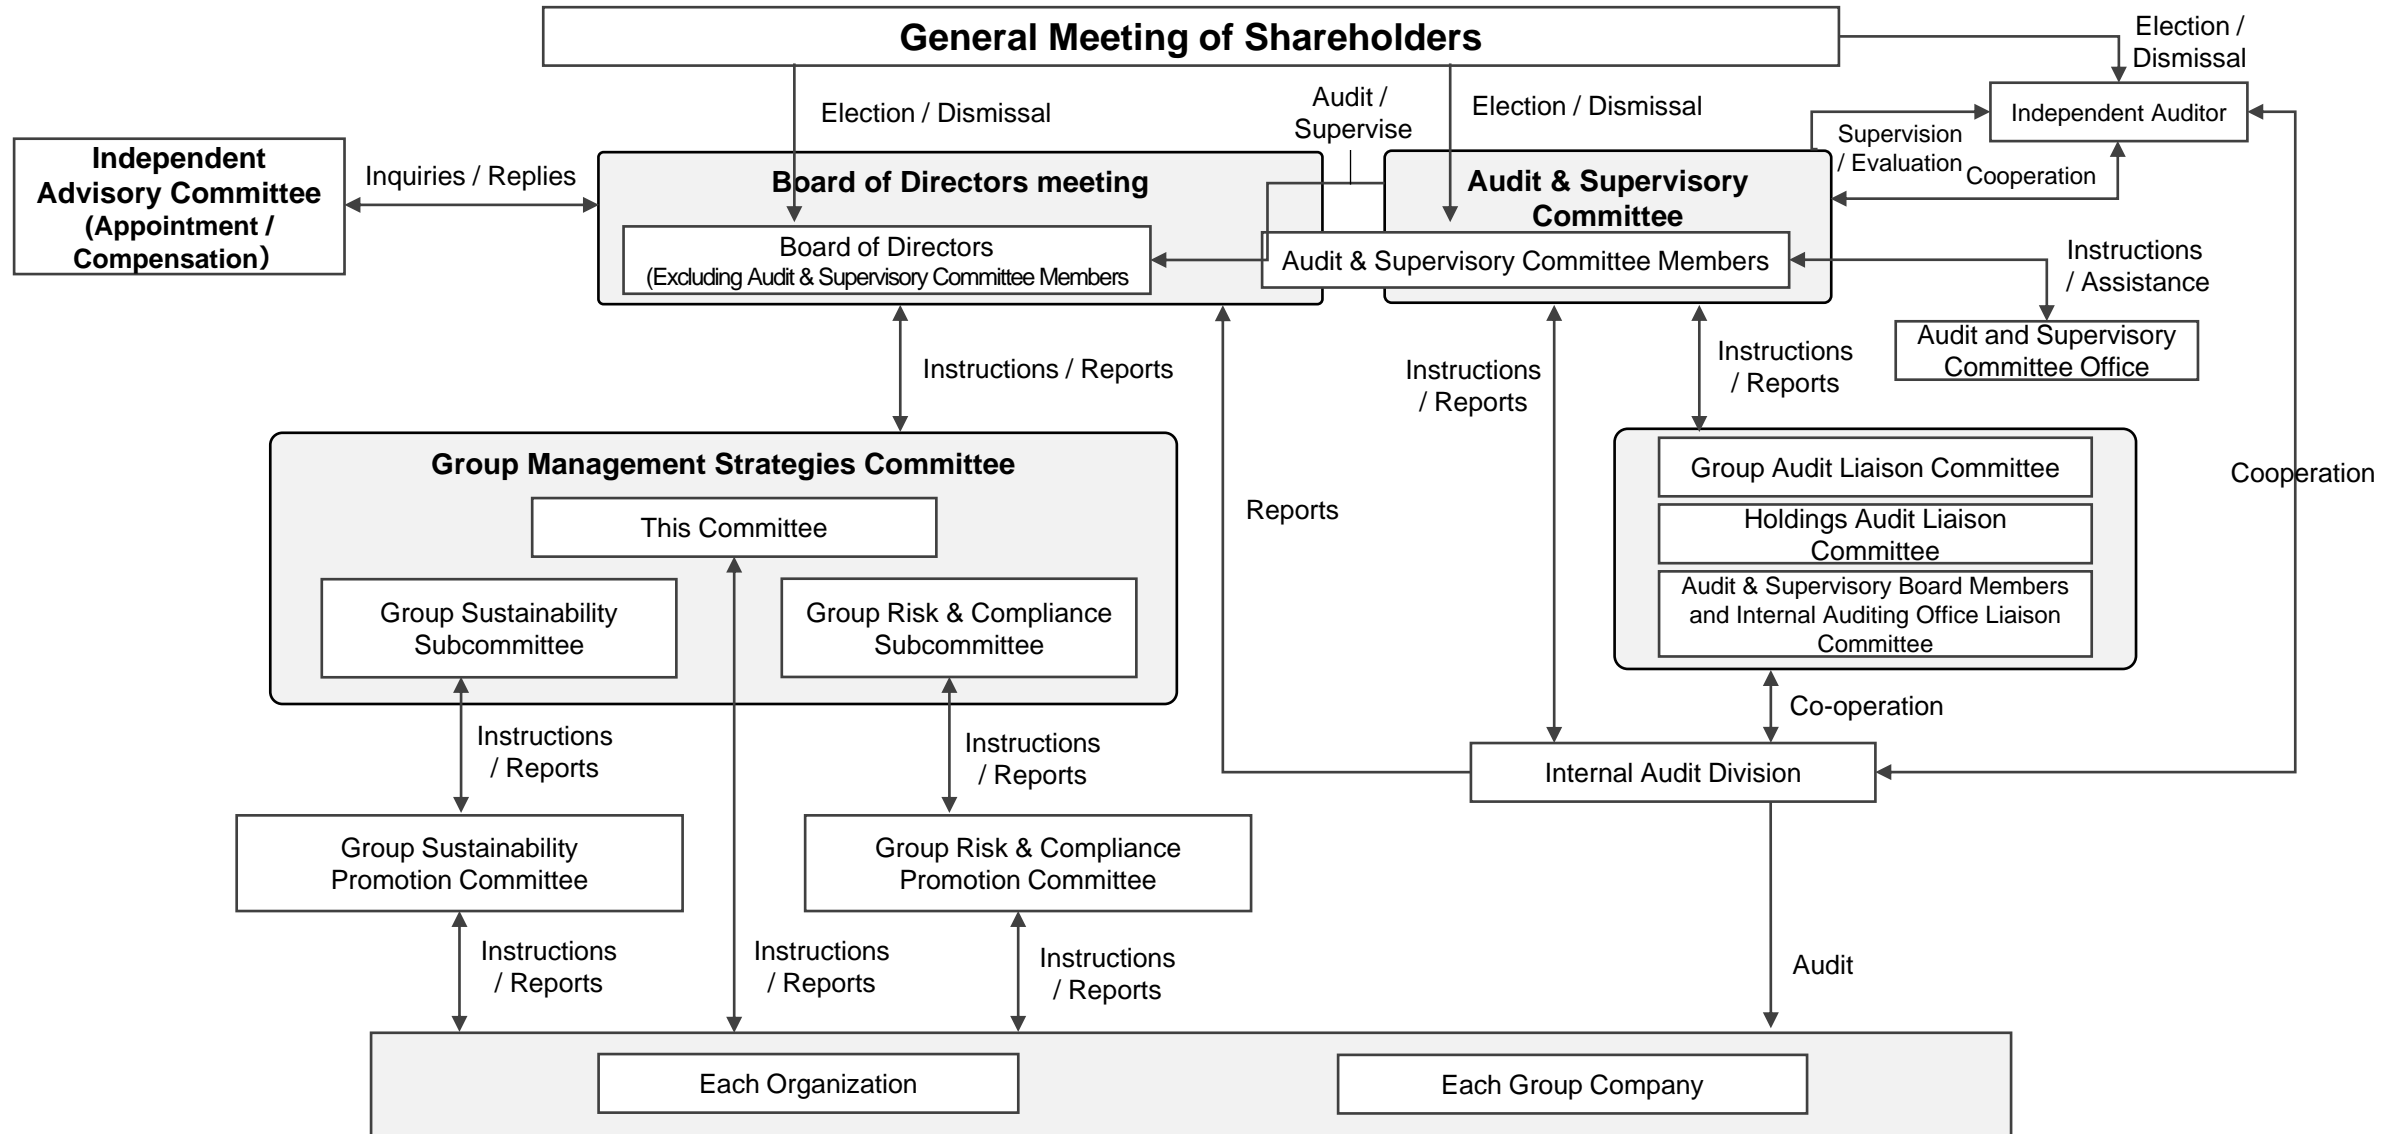 General Meeting of Shareholders
Election /
Dismissal
Independent Auditor
Election / Dismissal
Audit /
Supervise
Election / Dismissal
Supervision
/ Evaluation
Cooperation
Independent
Advisory Committee
(Appointment /
Compensation）
Inquiries / Replies
Board of Directors meeting
Board of Directors
(Excluding Audit & Supervisory Committee Members
Audit & Supervisory
Committee
Audit & Supervisory Committee Members
Instructions
/ Assistance
Audit and Supervisory
Committee Office
Instructions / Reports
Instructions
/ Reports
Instructions
/ Reports
Group Management Strategies Committee
This Committee
Group Sustainability
Subcommittee
Group Risk & Compliance
Subcommittee
Reports
Group Audit Liaison Committee
Holdings Audit Liaison
Committee
Audit & Supervisory Board Members
and Internal Auditing Office Liaison
Committee
Cooperation
Co-operation
Instructions
/ Reports
Instructions
/ Reports
Internal Audit Division
Group Sustainability
Promotion Committee
Group Risk & Compliance
Promotion Committee
Instructions
/ Reports
Instructions
/ Reports
Instructions
/ Reports
Audit
Each Organization
Each Group Company